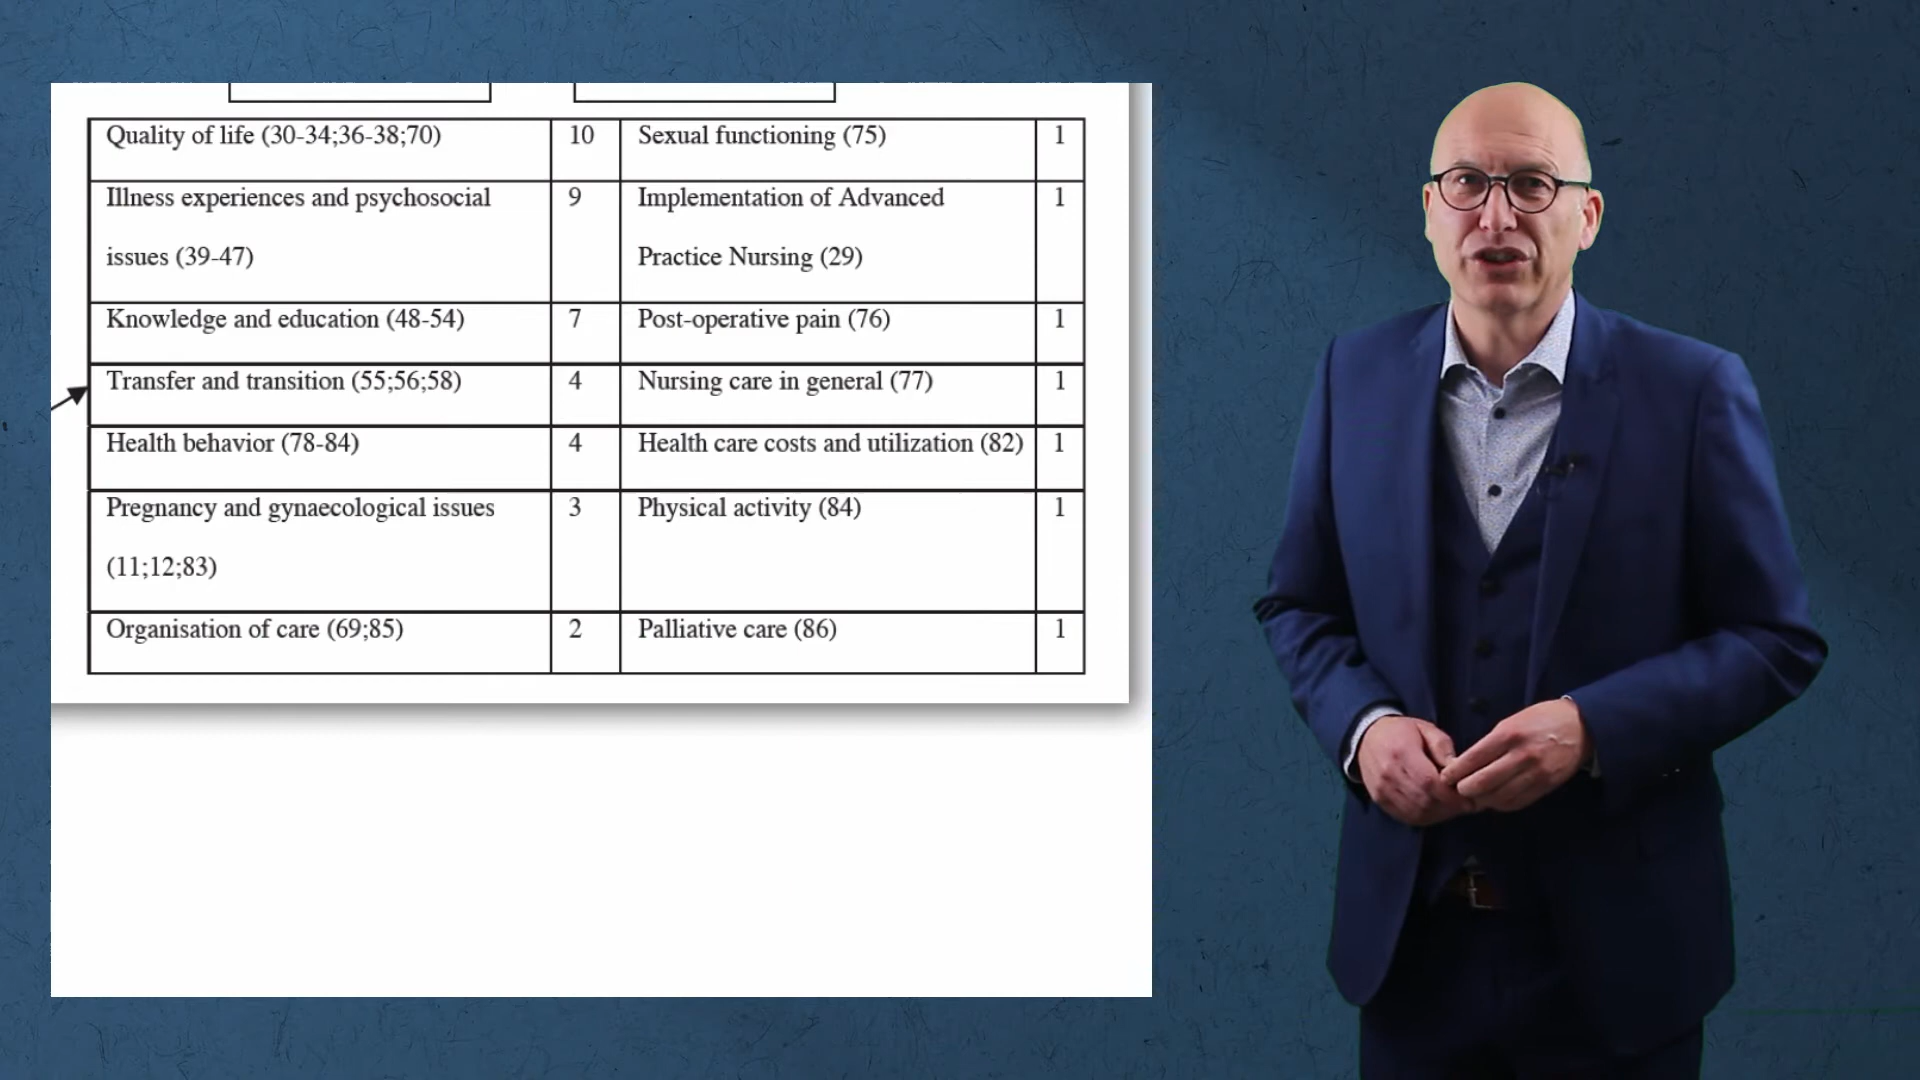 Quality of life (30-34;36-38;70) 10 Sexual functioning (75) 1
Illness experiences and psychosocial 9 Implementation of Advanced 1
issues (39-47) Practice Nursing (29)
Knowledge and education (48-54) 7 Post-operative pain (76) 1
Transfer and transition (55;56;58) 4 Nursing care in general (77) 1
Health behavior (78-84) 4 Health care costs and utilization (82) 1
Pregnancy and gynaecological issues 3 Physical activity (84) 1
(11;12;83)
Organisation of care (69;85) 2 Palliative care (86) 1